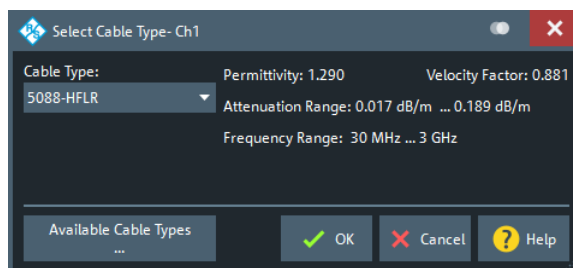 Select Cable Type- Ch1
Cable Type:
5088-HFLR
Permittivity: 1.290 Velocity Factor: 0.881
Attenuation Range: 0.017 dB/m ... 0.189 dB/m
Frequency Range: 30 MHz ... 3 GHz
Available Cable Types
...
OK
Cancel
? Help